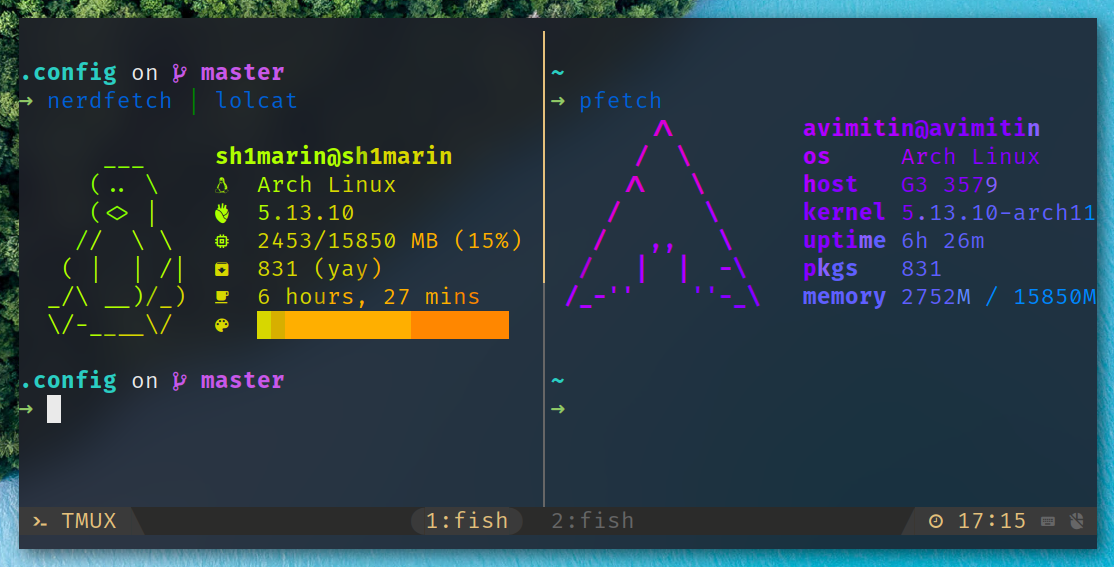 .config on master
→ nerdfetch | lolcat
sh1marin@sh1marin
Arch Linux
5.13.10
2453/15850 MB (15%)
831 (yay)
6 hours, 27 mins
.config on master
→
~
→ pfetch
avimitin@avimitin
os Arch Linux
host G3 3579
kernel 5.13.10-arch11
uptime 6h 26m
pkgs 831
memory 2752M / 15850M
~
→
TMUX 1:fish 2:fish 17:15